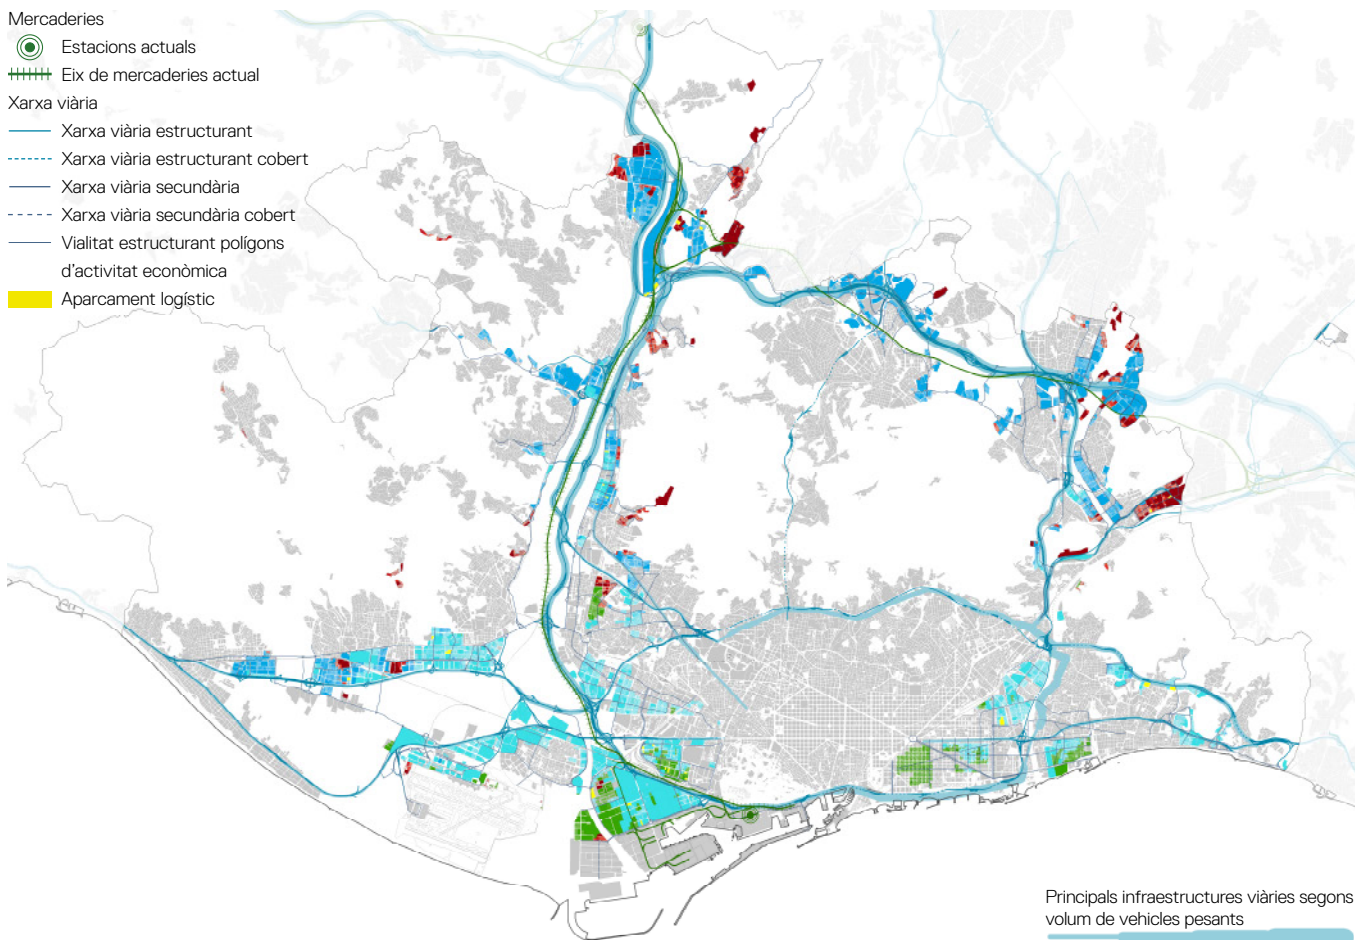 Mercaderies
Estacions actuals
Eix de mercaderies actual
Xarxa viària
Xarxa viària estructurant
Xarxa viària estructurant cobert
Xarxa viària secundària
Xarxa viària secundària cobert
Vialitat estructurant polígons
d'activitat econòmica
Aparcament logístic
Principals infraestructures viàries segons
volum de vehicles pesants